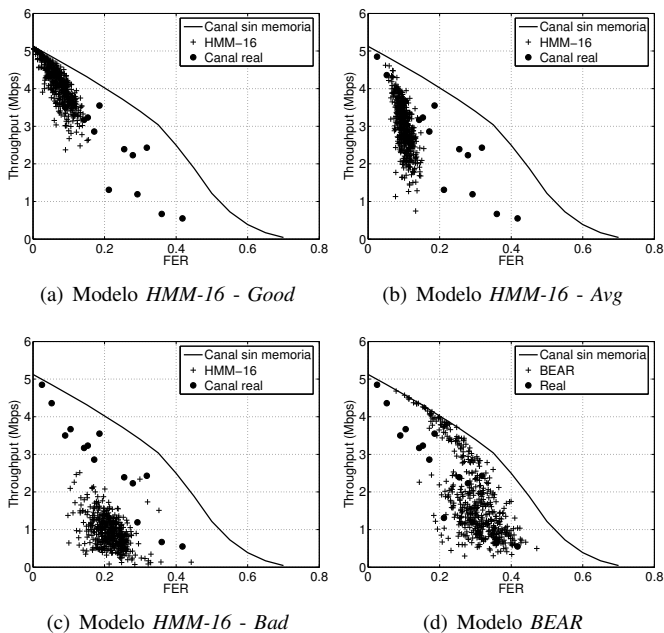 Canal sin memoria
HMM-16
Canal real
Throughput (Mbps)
6
5
4
3
2
1
0
0 0.2 0.4 0.6 0.8
FER
(a) Modelo HMM-16 - Good
Canal sin memoria
HMM-16
Canal real
Throughput (Mbps)
6
5
4
3
2
1
0
0 0.2 0.4 0.6 0.8
FER
(b) Modelo HMM-16 - Avg
Canal sin memoria
HMM-16
Canal real
Throughput (Mbps)
6
5
4
3
2
1
0
0 0.2 0.4 0.6 0.8
FER
(c) Modelo HMM-16 - Bad
Canal sin memoria
BEAR
Real
Throughput (Mbps)
6
5
4
3
2
1
0
0 0.2 0.4 0.6 0.8
FER
(d) Modelo BEAR